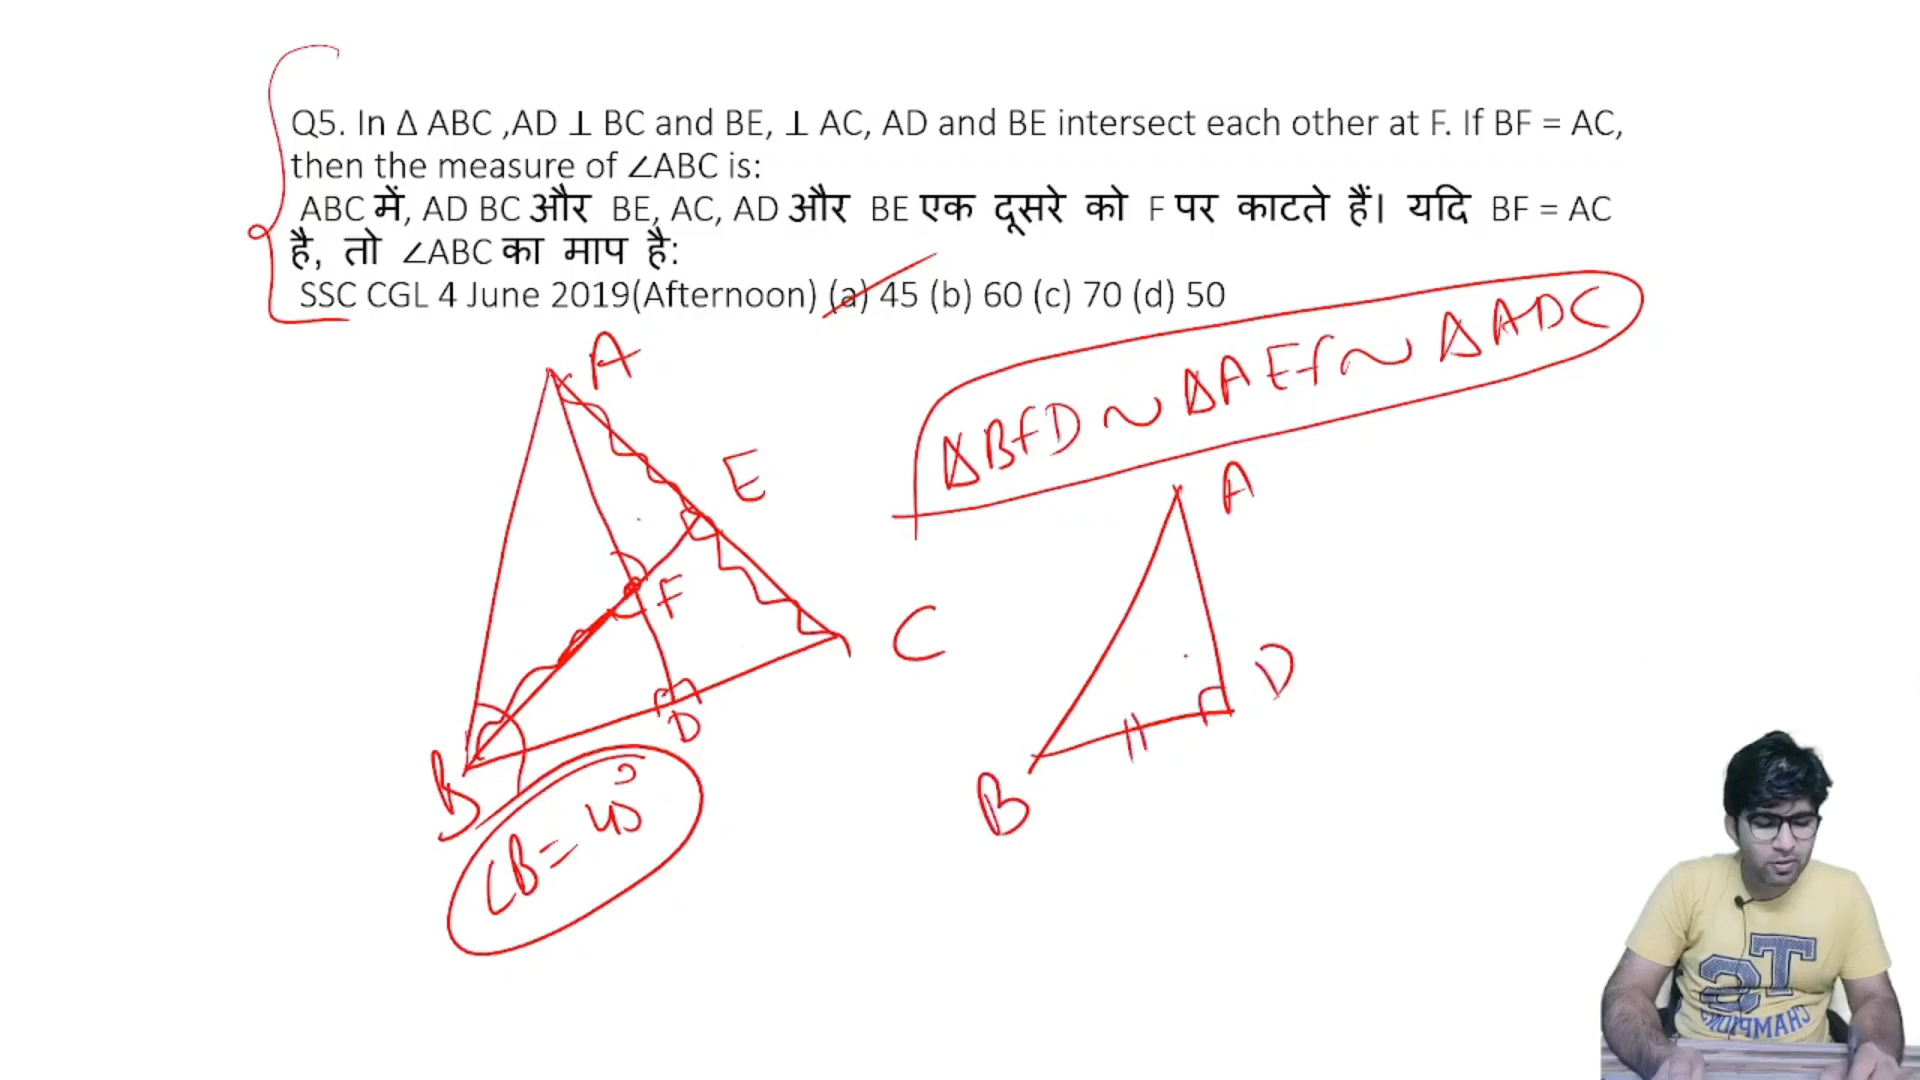 Q5. In Δ ABC ,AD ⊥ BC and BE, ⊥ AC, AD and BE intersect each other at F. If BF = AC,
then the measure of ∠ABC is:
ABC में, AD BC और BE, AC, AD और BE एक दूसरे को F पर काटते हैं। यदि BF = AC
है, तो ∠ABC का माप है:
SSC CGL 4 June 2019(Afternoon) (a) 45 (b) 60 (c) 70 (d) 50
ΔBFD ~ ΔAEF ~ ΔADC
A
E
F
C
D
B
∠B = 45°
A
D
B
TS
CHAMPION